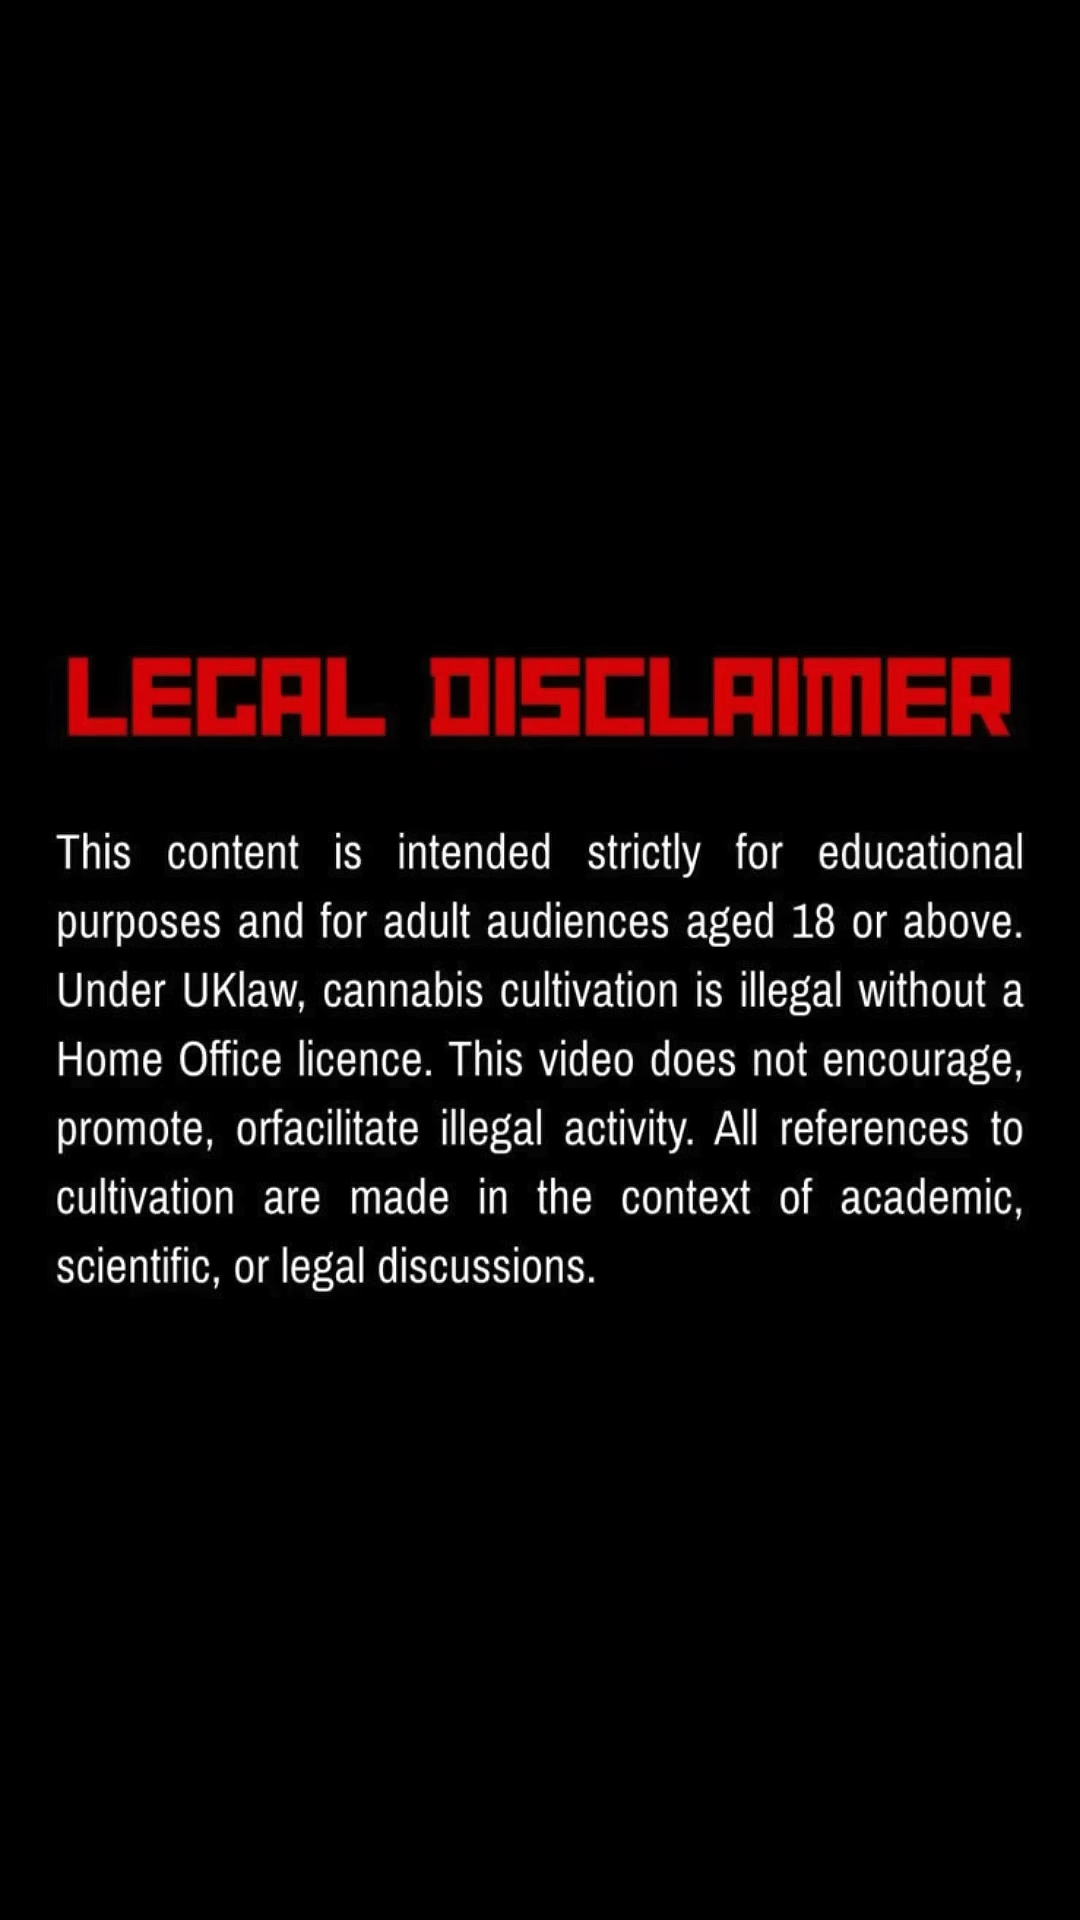 LEGAL DISCLAIMER
This content is intended strictly for educational
purposes and for adult audiences aged 18 or above.
Under UKlaw, cannabis cultivation is illegal without a
Home Office licence. This video does not encourage,
promote, orfacilitate illegal activity. All references to
cultivation are made in the context of academic,
scientific, or legal discussions.